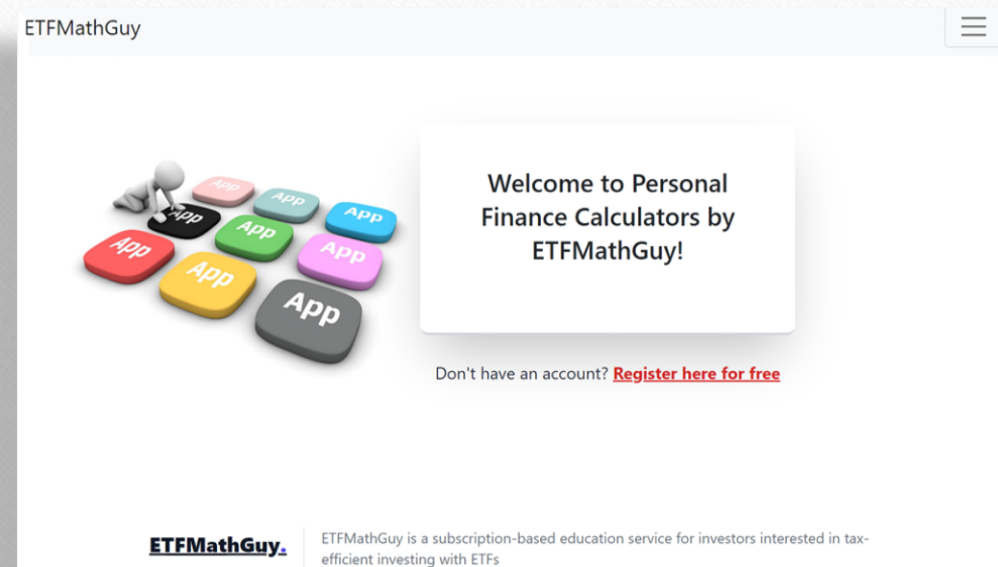 ETFMathGuy
App
App
App
App
App
App
App
App
App
Welcome to Personal
Finance Calculators by
ETFMathGuy!
Don't have an account? Register here for free
ETFMathGuy.
ETFMathGuy is a subscription-based education service for investors interested in tax-
efficient investing with ETFs